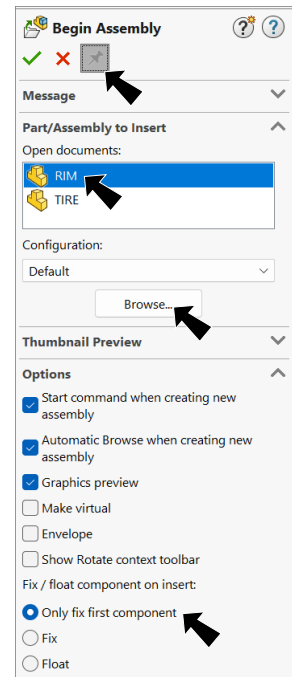 Begin Assembly
Message
Part/Assembly to Insert
Open documents:
RIM
TIRE
Configuration:
Default
Browse...
Thumbnail Preview
Options
Start command when creating new
assembly
Automatic Browse when creating new
assembly
Graphics preview
Make virtual
Envelope
Show Rotate context toolbar
Fix / float component on insert:
Only fix first component
Fix
Float